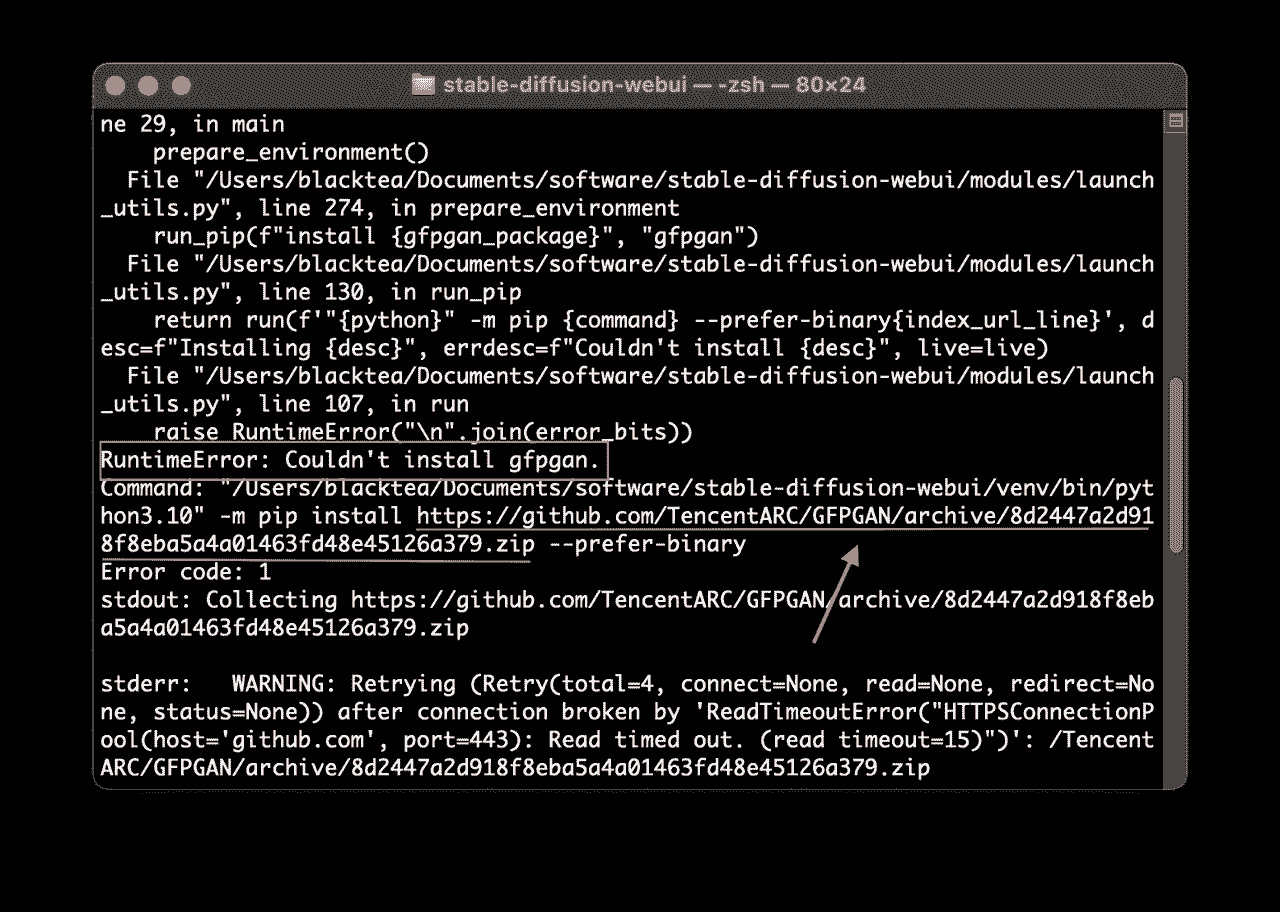 stable-diffusion-webui — -zsh — 80×24
ne 29, in main
    prepare_environment()
  File "/Users/blacktea/Documents/software/stable-diffusion-webui/modules/launch
_utils.py", line 274, in prepare_environment
    run_pip(f"install {gfpgan_package}", "gfpgan")
  File "/Users/blacktea/Documents/software/stable-diffusion-webui/modules/launch
_utils.py", line 130, in run_pip
    return run(f'"{python}" -m pip {command} --prefer-binary{index_url_line}', d
esc=f"Installing {desc}", errdesc=f"Couldn't install {desc}", live=live)
  File "/Users/blacktea/Documents/software/stable-diffusion-webui/modules/launch
_utils.py", line 107, in run
    raise RuntimeError("\n".join(error_bits))
RuntimeError: Couldn't install gfpgan.
Command: "/Users/blacktea/Documents/software/stable-diffusion-webui/venv/bin/pyt
hon3.10" -m pip install https://github.com/TencentARC/GFPGAN/archive/8d2447a2d91
8f8eba5a4a01463fd48e45126a379.zip --prefer-binary
Error code: 1
stdout: Collecting https://github.com/TencentARC/GFPGAN/archive/8d2447a2d918f8eb
a5a4a01463fd48e45126a379.zip
stderr:   WARNING: Retrying (Retry(total=4, connect=None, read=None, redirect=No
ne, status=None)) after connection broken by 'ReadTimeoutError("HTTPSConnectionP
ool(host='github.com', port=443): Read timed out. (read timeout=15)")': /Tencent
ARC/GFPGAN/archive/8d2447a2d918f8eba5a4a01463fd48e45126a379.zip